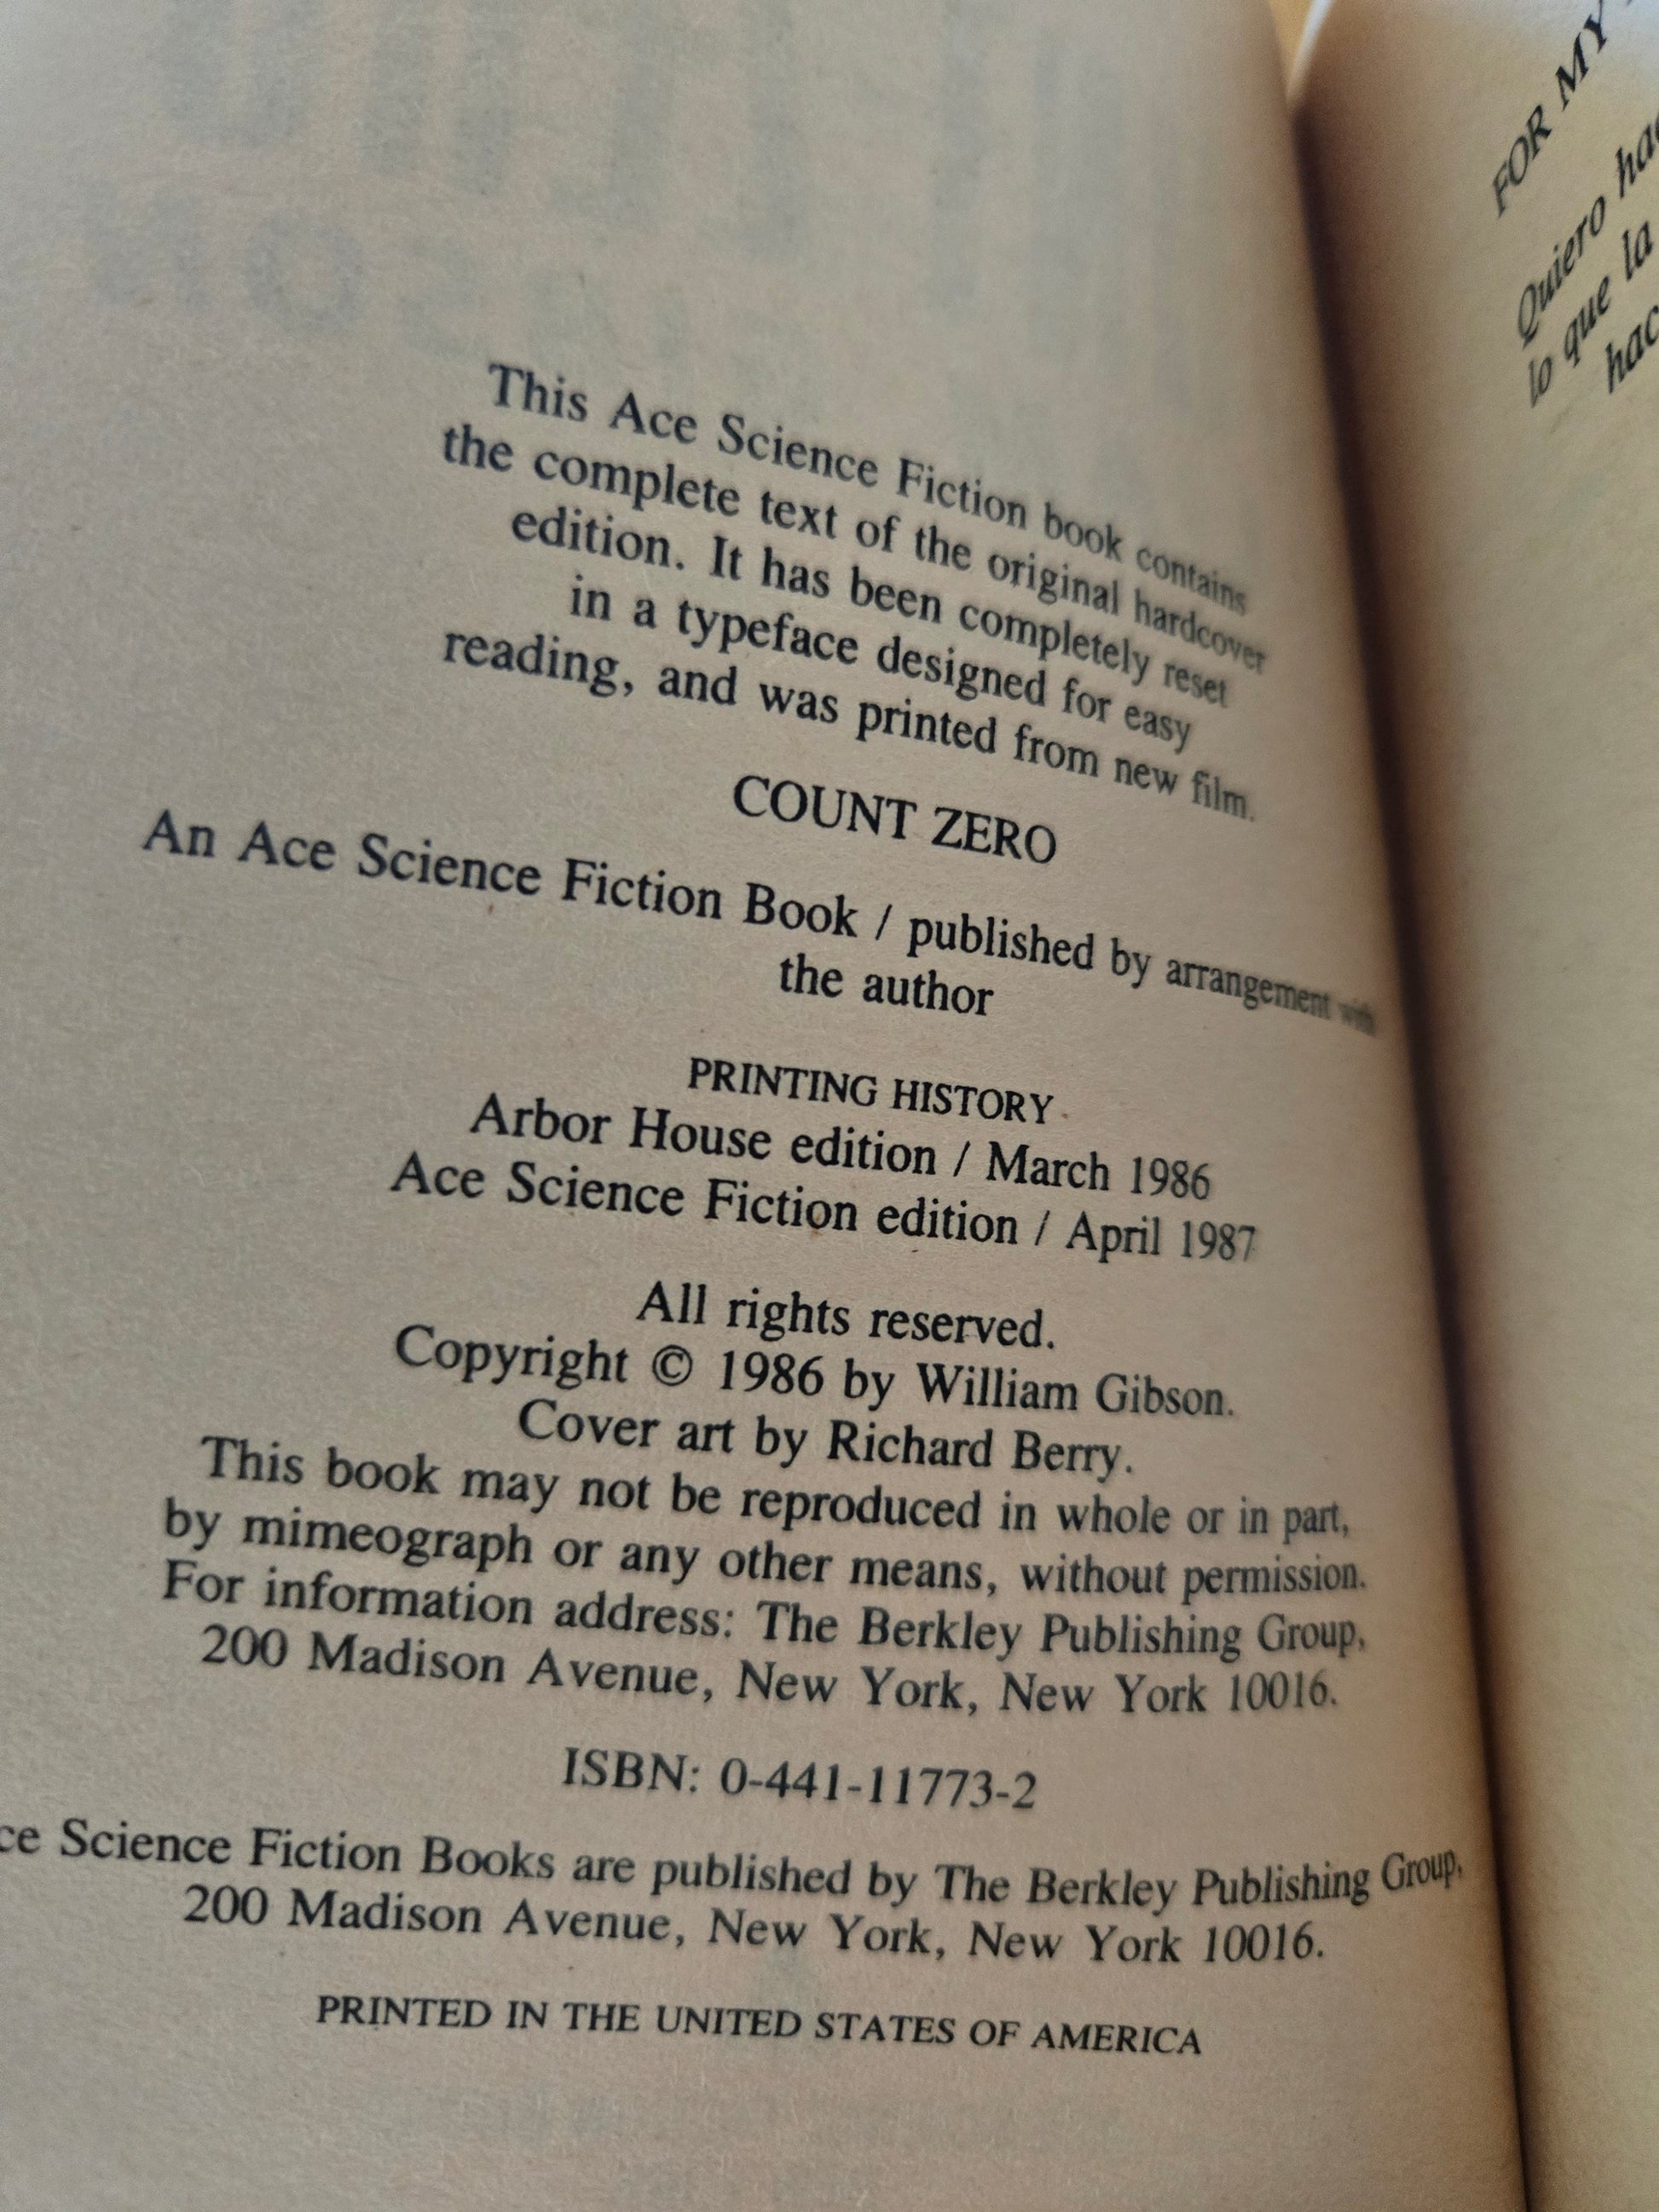 This Ace Science Fiction book contains
the complete text of the original hardcover
edition. It has been completely reset
in a typeface designed for easy
reading, and was printed from new film.
COUNT ZERO
An Ace Science Fiction Book / published by arrangement with
the author
PRINTING HISTORY
Arbor House edition / March 1986
Ace Science Fiction edition / April 1987
All rights reserved.
Copyright © 1986 by William Gibson.
Cover art by Richard Berry.
This book may not be reproduced in whole or in part,
by mimeograph or any other means, without permission.
For information address: The Berkley Publishing Group,
200 Madison Avenue, New York, New York 10016.
ISBN: 0-441-11773-2
ce Science Fiction Books are published by The Berkley Publishing Group,
200 Madison Avenue, New York, New York 10016.
PRINTED IN THE UNITED STATES OF AMERICA
FOR MY
Quiero hac
lo que la
hac